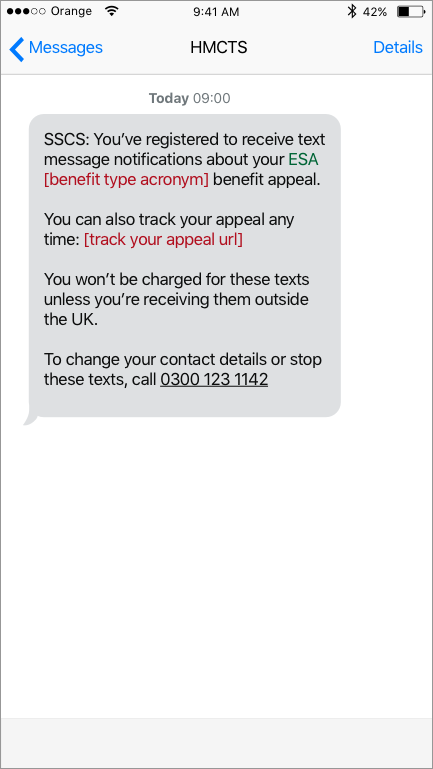 Orange 9:41 AM 42%
Messages HMCTS Details
Today 09:00
SSCS: You’ve registered to receive text
message notifications about your ESA
[benefit type acronym] benefit appeal.
You can also track your appeal any
time: [track your appeal url]
You won’t be charged for these texts
unless you’re receiving them outside
the UK.
To change your contact details or stop
these texts, call 0300 123 1142